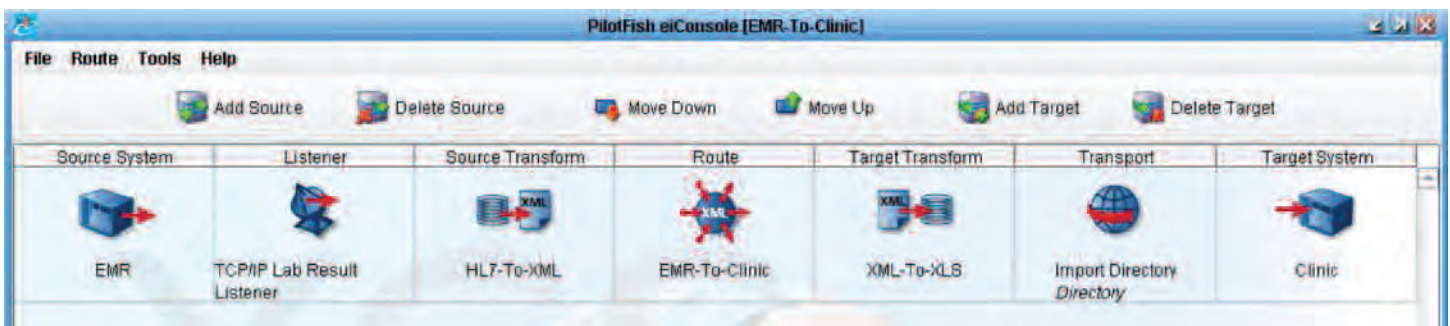 PilotFish eiConsole [EMR-To-Clinic]
File Route Tools Help
Add Source Delete Source Move Down Move Up Add Target Delete Target
Source System Listener Source Transform Route Target Transform Transport Target System
XML XML XML
EMR TCP/IP Lab Result Listener HL7-To-XML EMR-To-Clinic XML-To-XLS Import Directory Directory Clinic